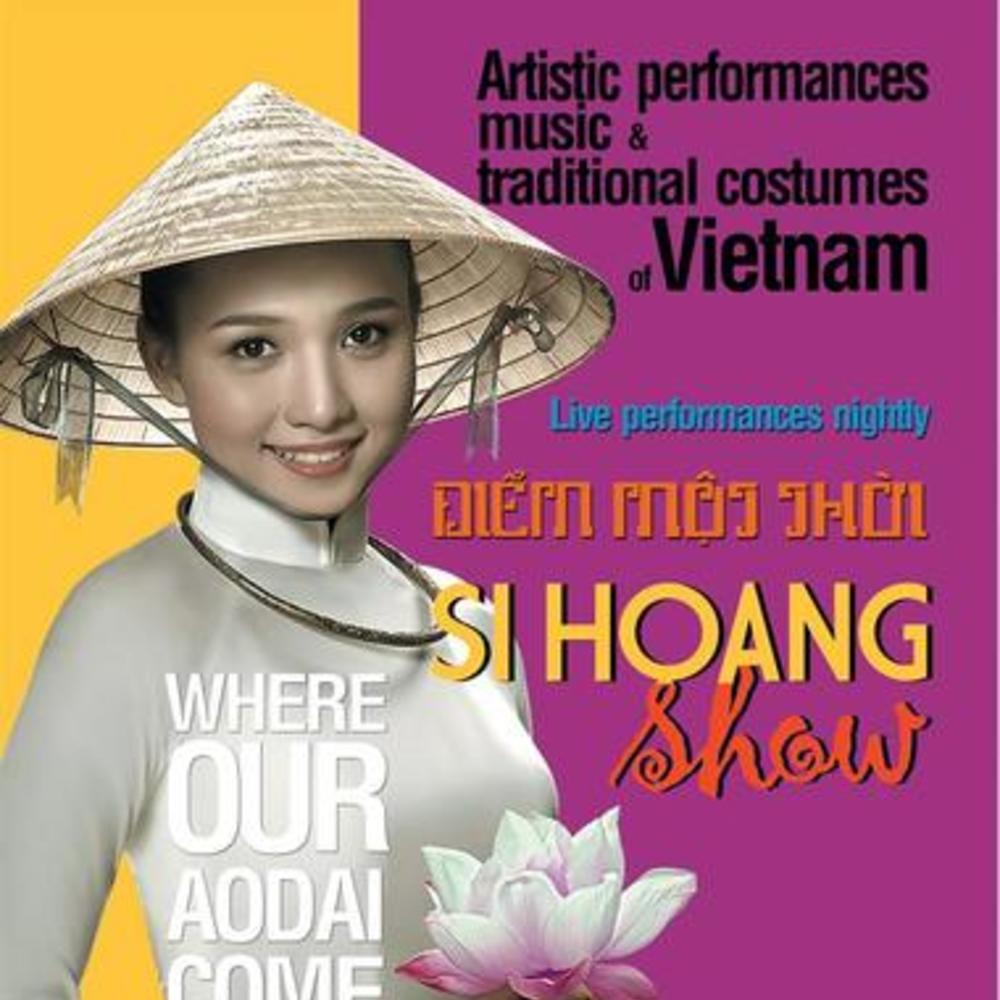 Artistic performances
music &
traditional costumes
of Vietnam
Live performances nightly
ĐIỂM MỘT THỜI
SI HOANG
Show
WHERE
OUR
AODAI
COME